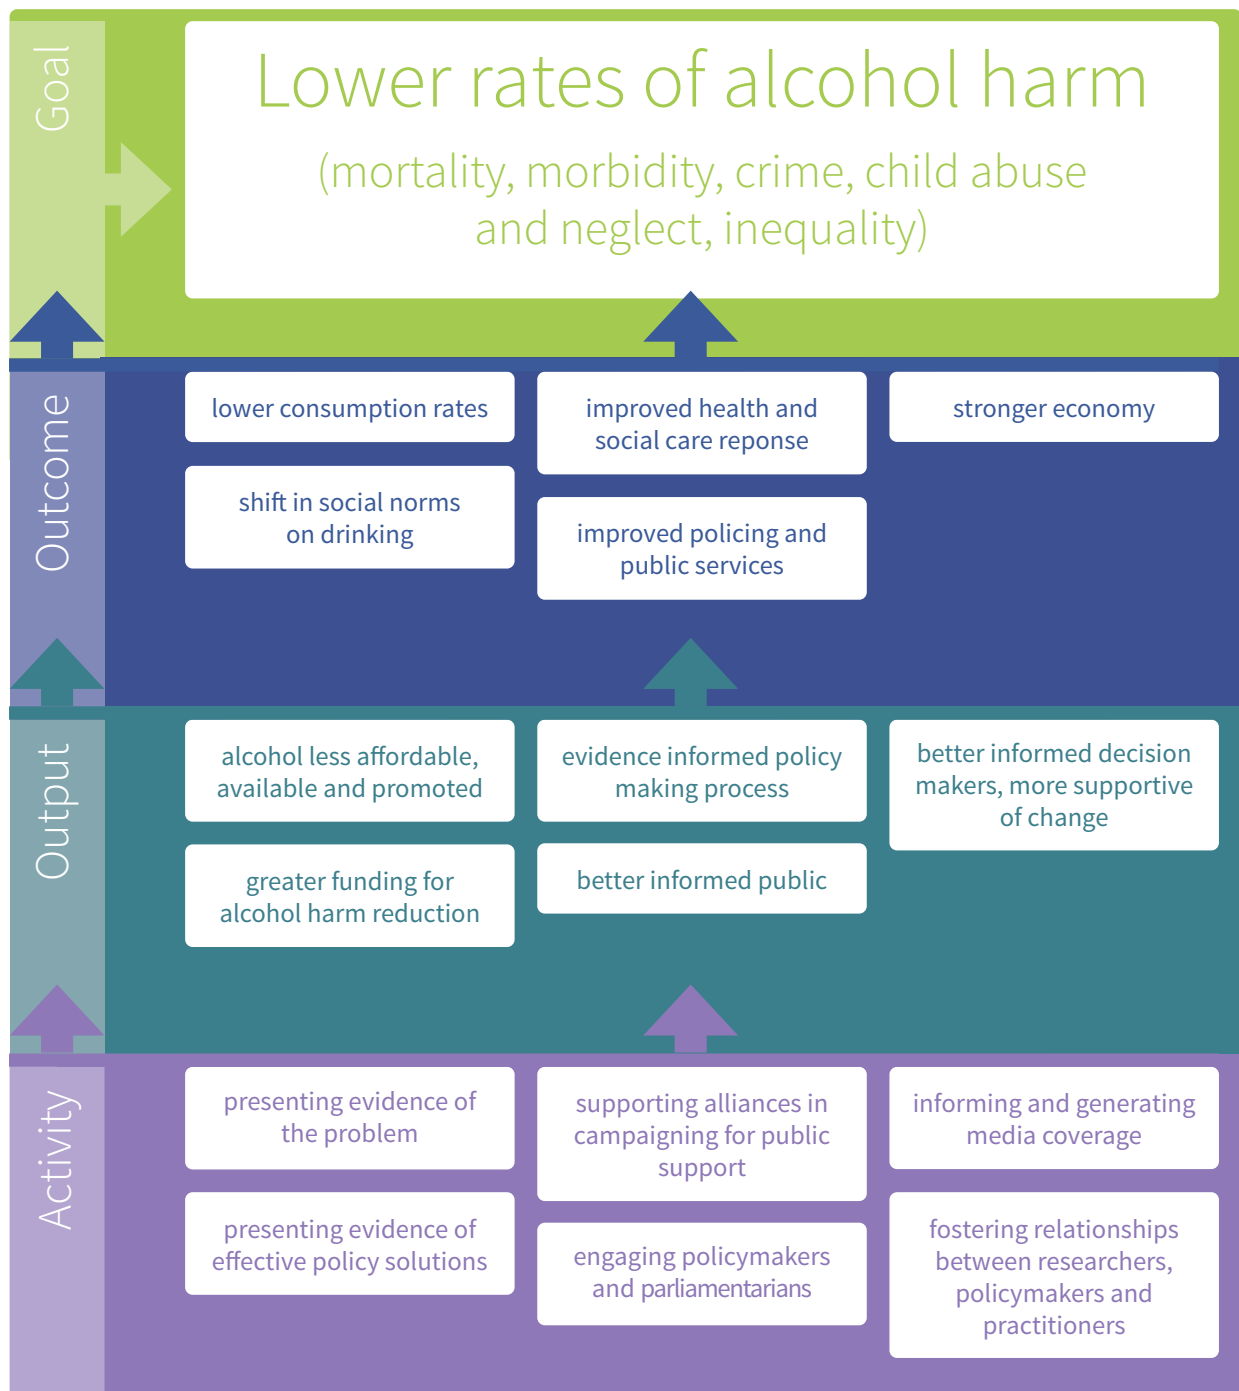 Goal
Lower rates of alcohol harm
(mortality, morbidity, crime, child abuse
and neglect, inequality)
Outcome
lower consumption rates
shift in social norms
on drinking
improved health and
social care reponse
improved policing and
public services
stronger economy
Output
alcohol less affordable,
available and promoted
greater funding for
alcohol harm reduction
evidence informed policy
making process
better informed public
better informed decision
makers, more supportive
of change
Activity
presenting evidence of
the problem
presenting evidence of
effective policy solutions
supporting alliances in
campaigning for public
support
engaging policymakers
and parliamentarians
informing and generating
media coverage
fostering relationships
between researchers,
policymakers and
practitioners